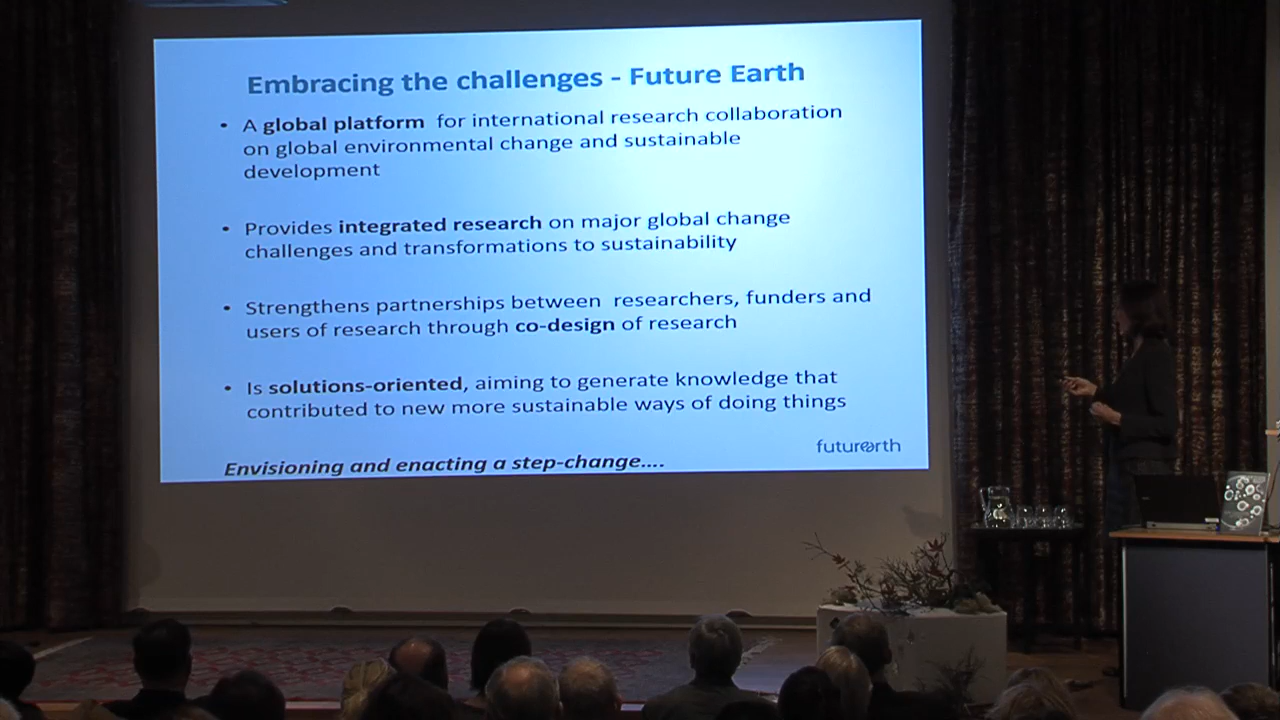 Embracing the challenges - Future Earth
• A global platform for international research collaboration
on global environmental change and sustainable
development
• Provides integrated research on major global change
challenges and transformations to sustainability
• Strengthens partnerships between researchers, funders and
users of research through co-design of research
• Is solutions-oriented, aiming to generate knowledge that
contributed to new more sustainable ways of doing things
futurearth
Envisioning and enacting a step-change....